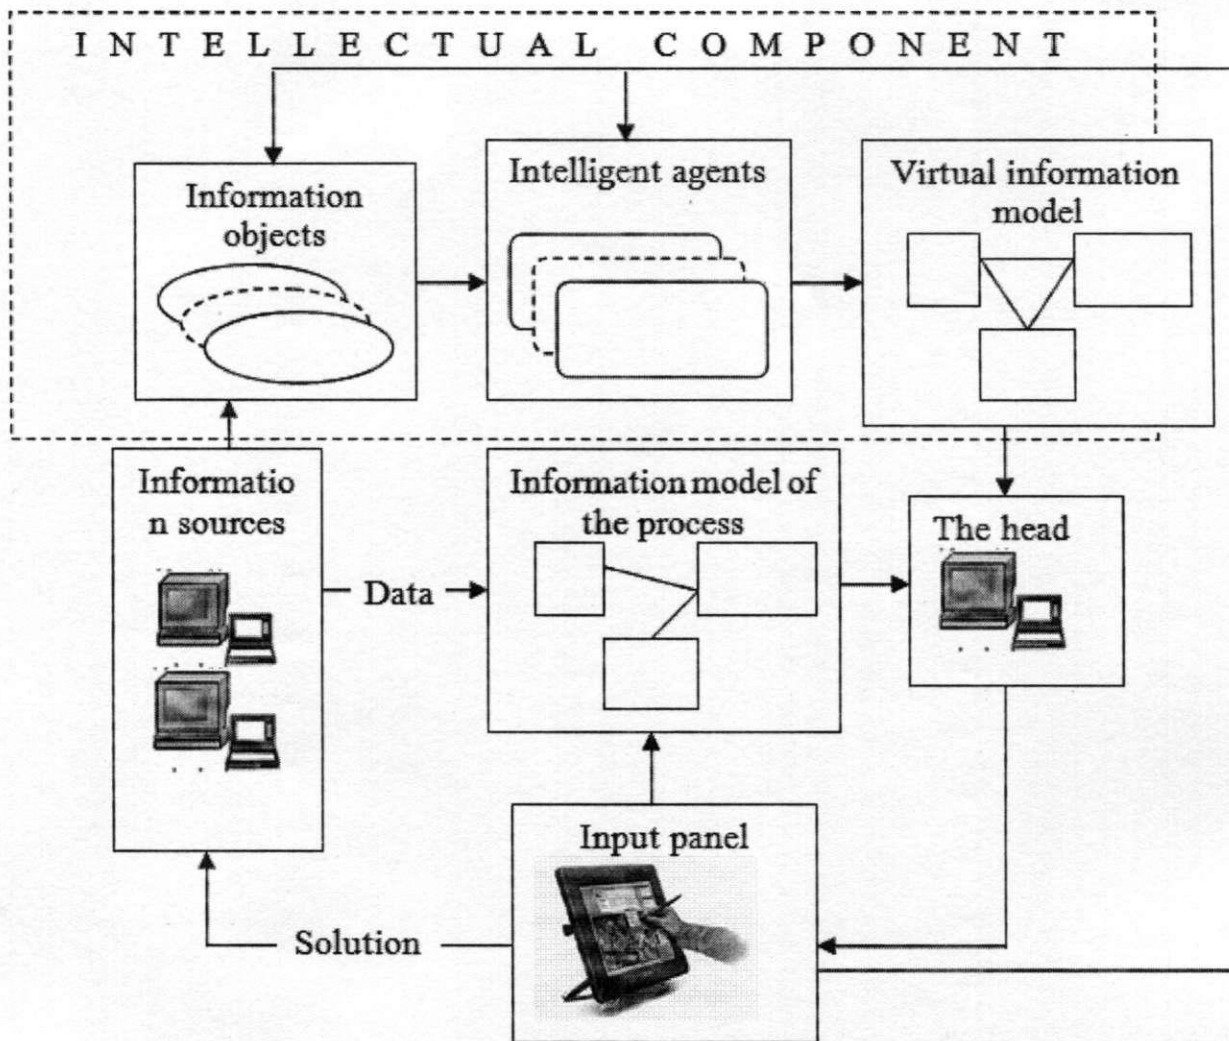 INTELLECTUAL COMPONENT
Information
objects
Intelligent agents
Virtual information
model
Informatio
n sources
Data
Information model of
the process
The head
Input panel
Solution